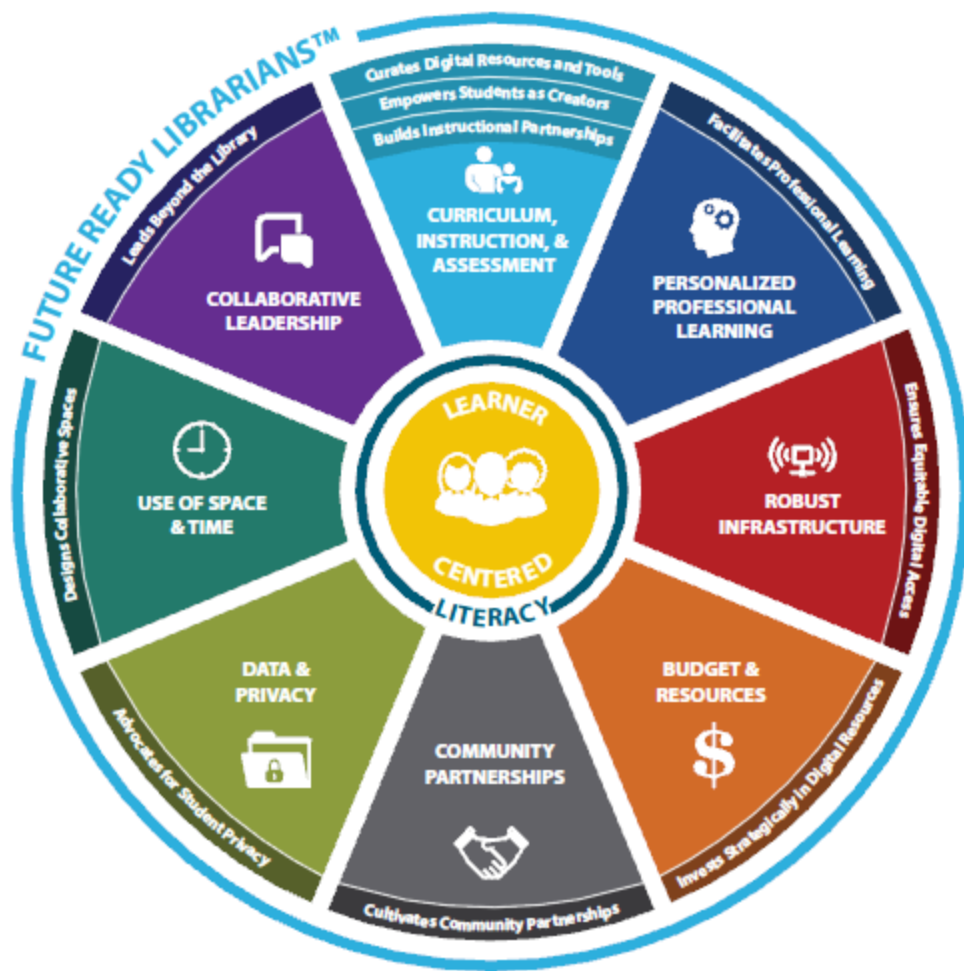 FUTURE READY LIBRARIANS™
Curates Digital Resources and Tools
Empowers Students as Creators
Builds Instructional Partnerships
CURRICULUM,
INSTRUCTION, &
ASSESSMENT
Facilitates Professional Learning
PERSONALIZED
PROFESSIONAL
LEARNING
Ensures Equitable Digital Access
ROBUST
INFRASTRUCTURE
Invests Strategically in Digital Resources
BUDGET &
RESOURCES
$
Cultivates Community Partnerships
COMMUNITY
PARTNERSHIPS
Advocates for Student Privacy
DATA &
PRIVACY
Designs Collaborative Spaces
USE OF SPACE
& TIME
Leads Beyond the Library
COLLABORATIVE
LEADERSHIP
LEARNER
CENTERED
LITERACY